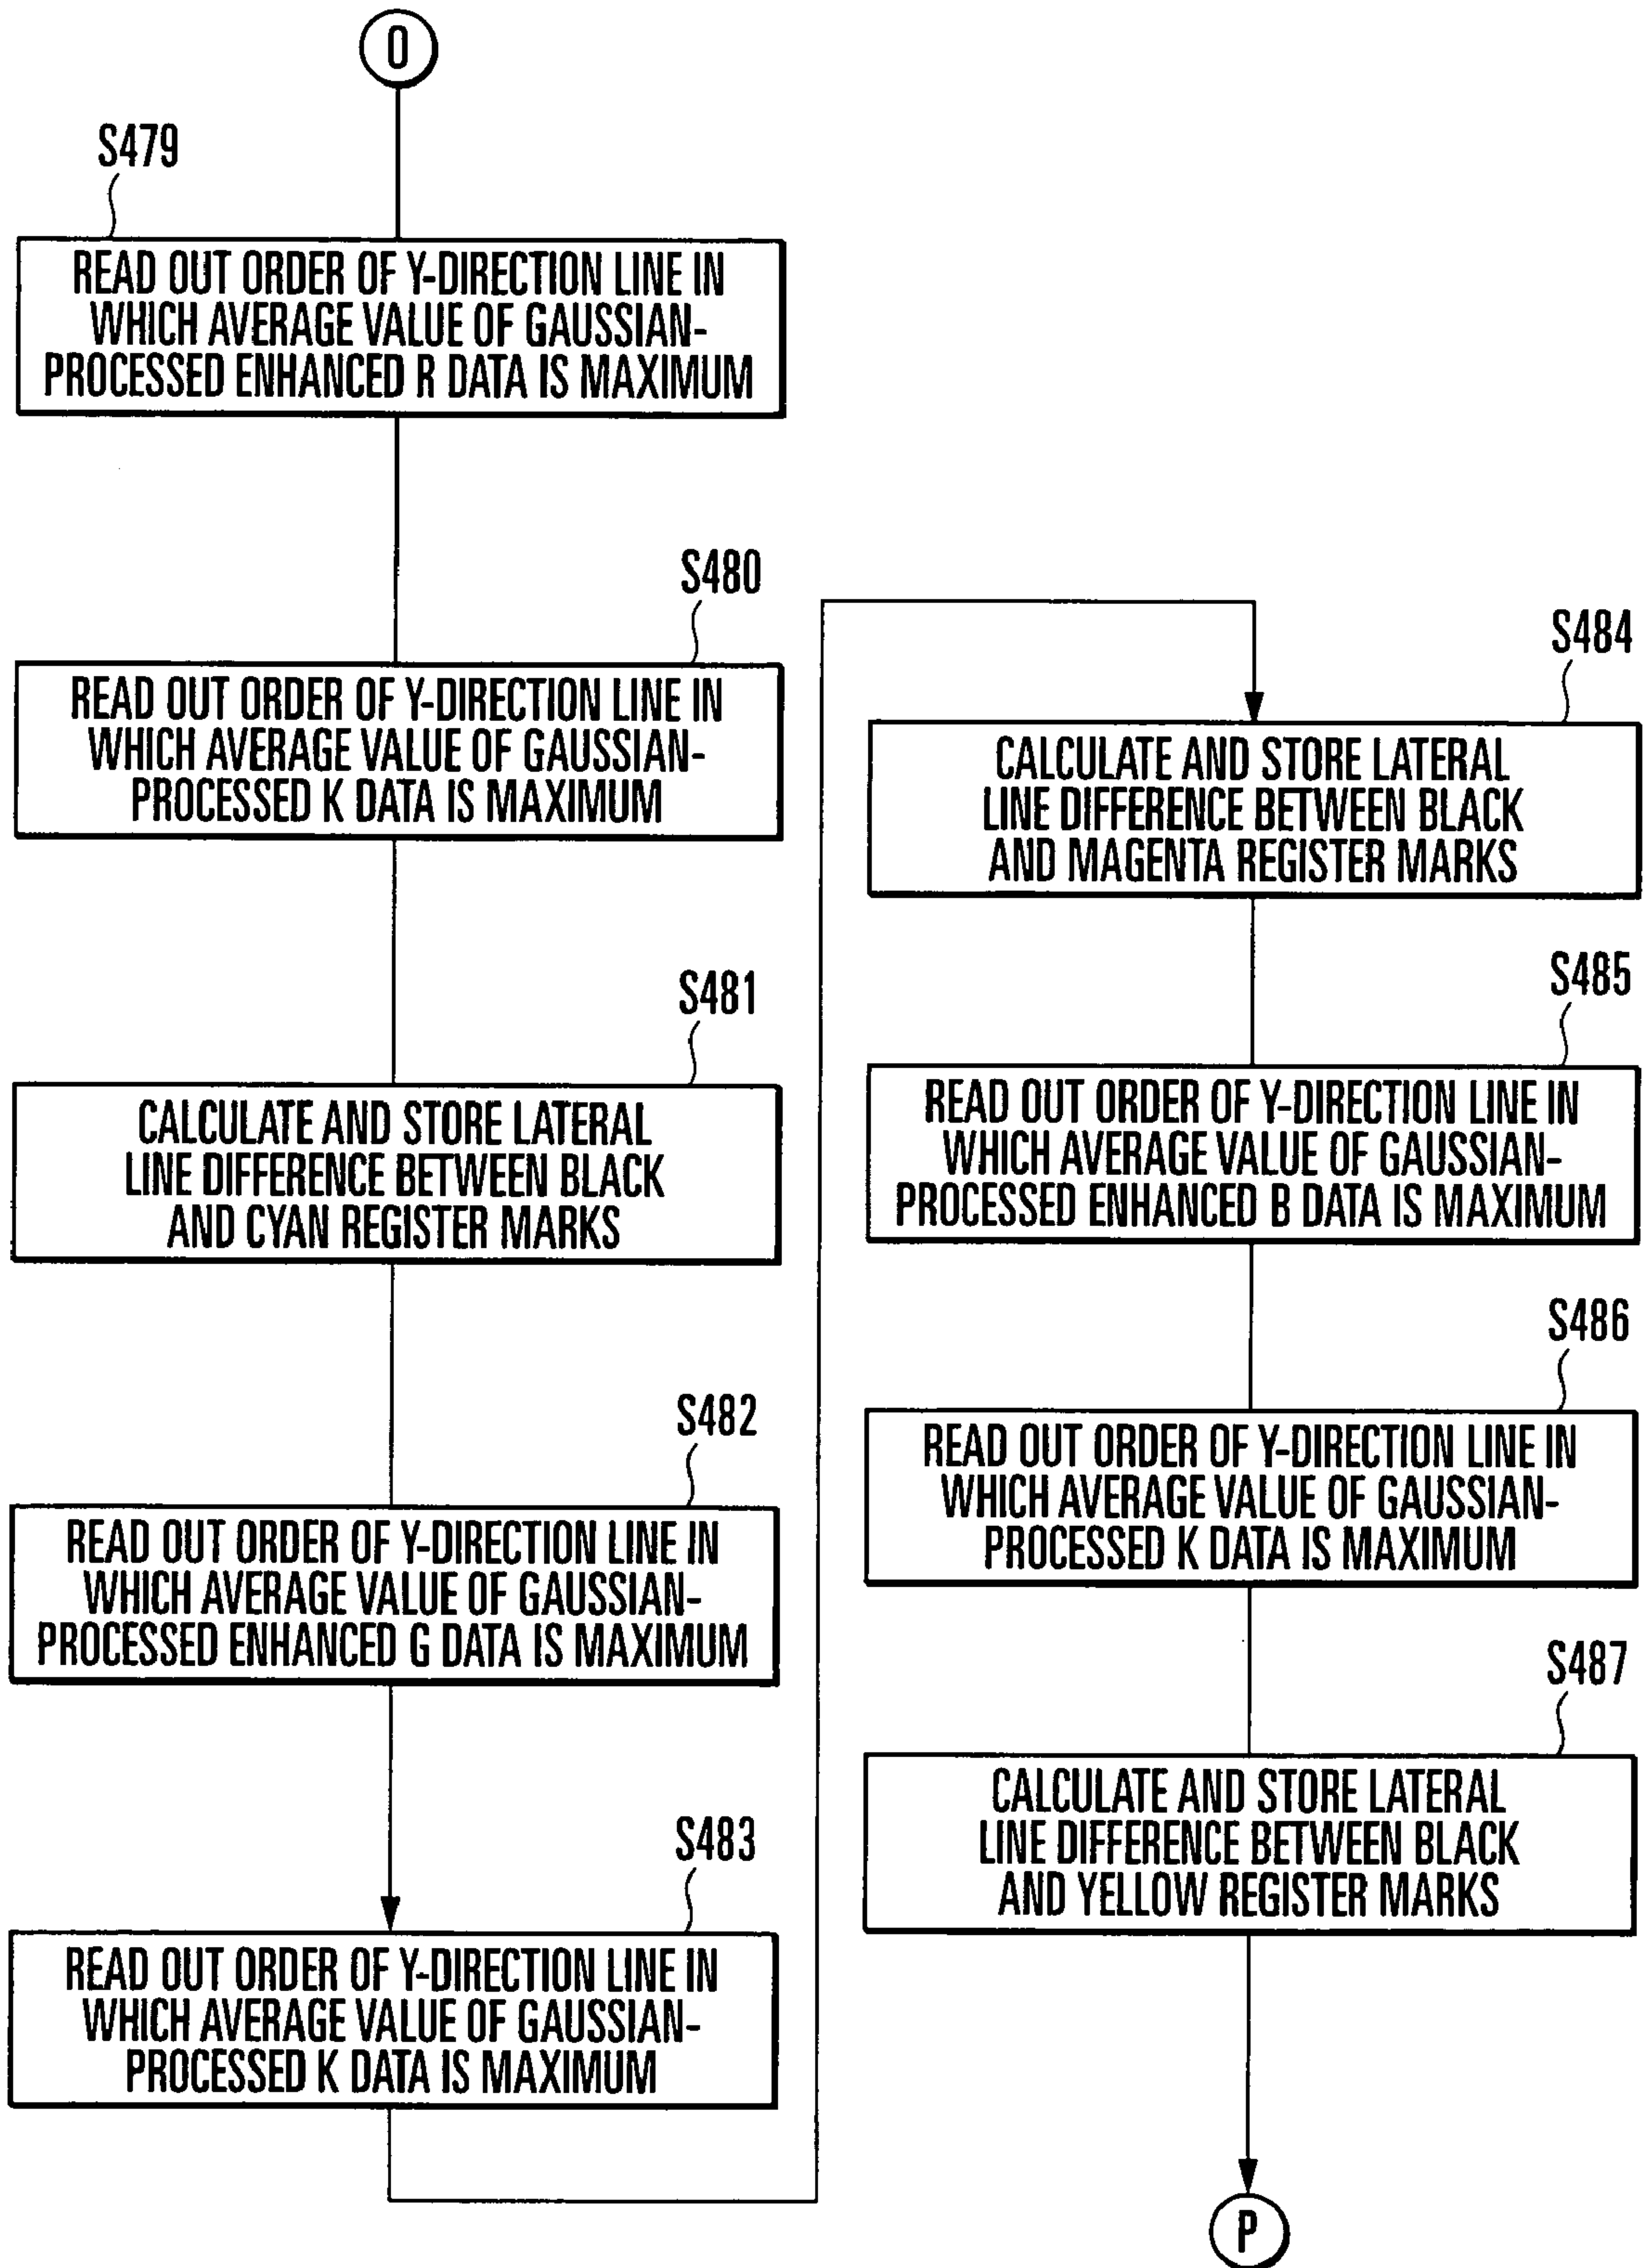 O
S479
READ OUT ORDER OF Y-DIRECTION LINE IN
WHICH AVERAGE VALUE OF GAUSSIAN-
PROCESSED ENHANCED R DATA IS MAXIMUM
S480
READ OUT ORDER OF Y-DIRECTION LINE IN
WHICH AVERAGE VALUE OF GAUSSIAN-
PROCESSED K DATA IS MAXIMUM
S481
CALCULATE AND STORE LATERAL
LINE DIFFERENCE BETWEEN BLACK
AND CYAN REGISTER MARKS
S482
READ OUT ORDER OF Y-DIRECTION LINE IN
WHICH AVERAGE VALUE OF GAUSSIAN-
PROCESSED ENHANCED G DATA IS MAXIMUM
S483
READ OUT ORDER OF Y-DIRECTION LINE IN
WHICH AVERAGE VALUE OF GAUSSIAN-
PROCESSED K DATA IS MAXIMUM
S484
CALCULATE AND STORE LATERAL
LINE DIFFERENCE BETWEEN BLACK
AND MAGENTA REGISTER MARKS
S485
READ OUT ORDER OF Y-DIRECTION LINE IN
WHICH AVERAGE VALUE OF GAUSSIAN-
PROCESSED ENHANCED B DATA IS MAXIMUM
S486
READ OUT ORDER OF Y-DIRECTION LINE IN
WHICH AVERAGE VALUE OF GAUSSIAN-
PROCESSED K DATA IS MAXIMUM
S487
CALCULATE AND STORE LATERAL
LINE DIFFERENCE BETWEEN BLACK
AND YELLOW REGISTER MARKS
P